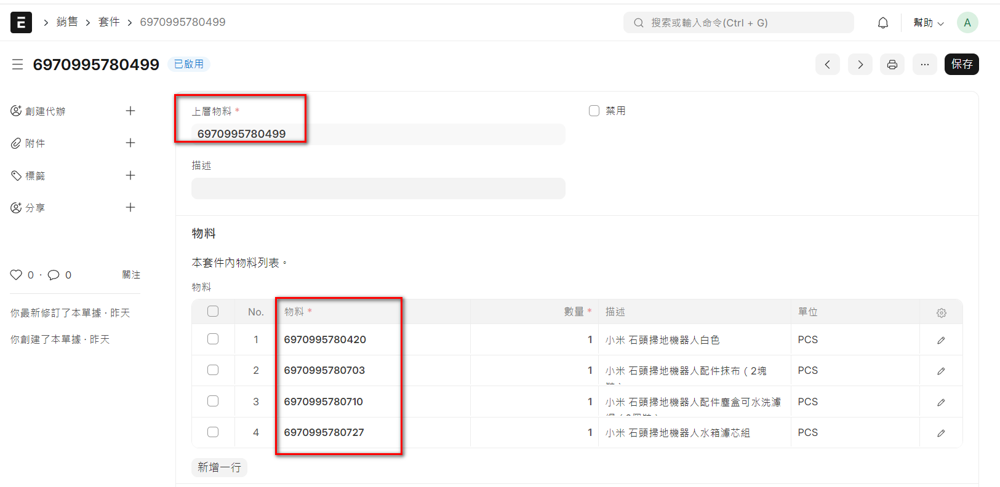 E
銷售
套件
6970995780499
搜索或輸入命令(Ctrl + G)
幫助
A
6970995780499
已啟用
保存
創建代辦
附件
標籤
分享
0 · 0
關注
你最新修訂了本單據 · 昨天
你創建了本單據 · 昨天
上層物料 *
6970995780499
禁用
描述
物料
本套件內物料列表。
物料
No. 物料 * 數量 * 描述 單位
1 6970995780420 1 小米 石頭掃地機器人白色 PCS
2 6970995780703 1 小米 石頭掃地機器人配件抹布 ( 2塊 PCS
3 6970995780710 1 小米 石頭掃地機器人配件塵盒可水洗濾 PCS
4 6970995780727 1 小米 石頭掃地機器人水箱濾芯組 PCS
新增一行